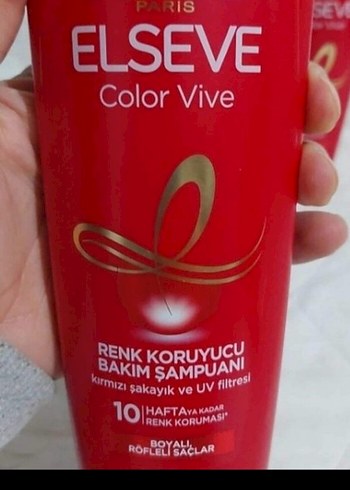 PARIS
ELSEVE
Color Vive
RENK KORUYUCU
BAKIM ŞAMPUANI
kırmızı şakayık ve UV filtresi
10 HAFTAYA KADAR
RENK KORUMASI*
BOYALI,
RÖFLELİ SAÇLAR